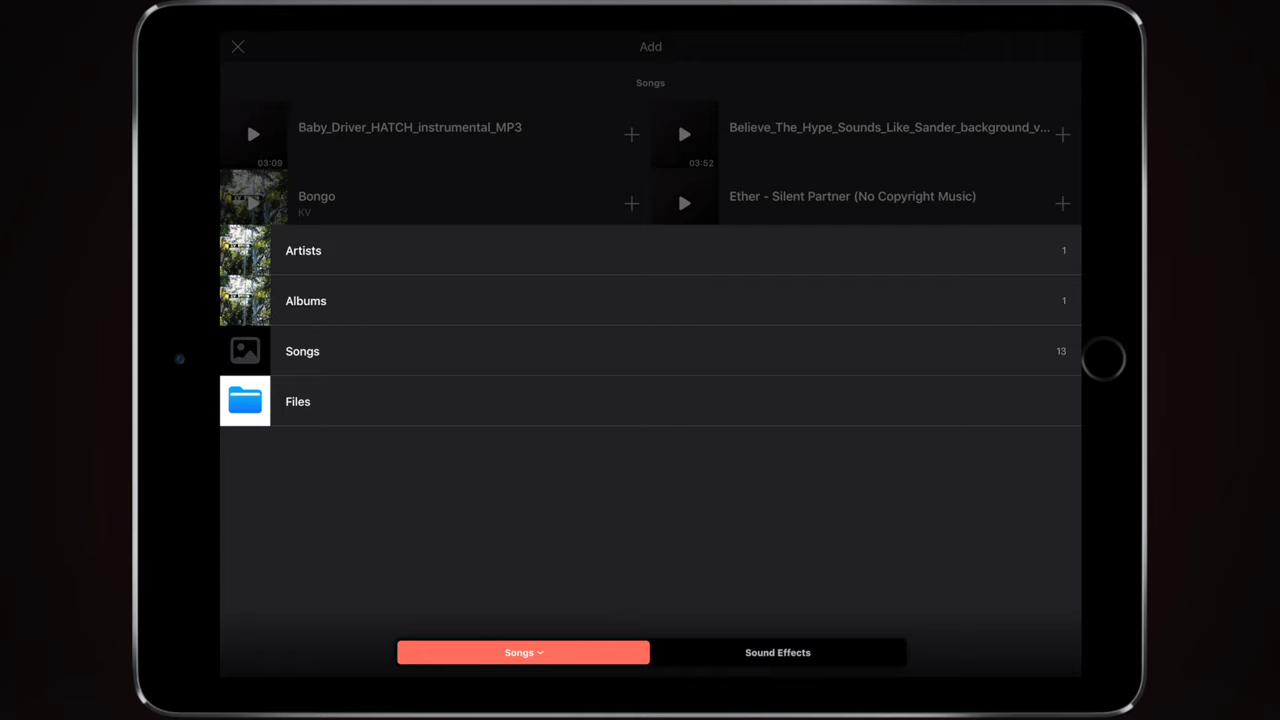 Add
Songs
Baby_Driver_HATCH_instrumental_MP3
03:09
Believe_The_Hype_Sounds_Like_Sander_background_v...
03:52
Bongo
KV
Ether - Silent Partner (No Copyright Music)
Artists 1
Albums 1
Songs 13
Files
Songs
Sound Effects